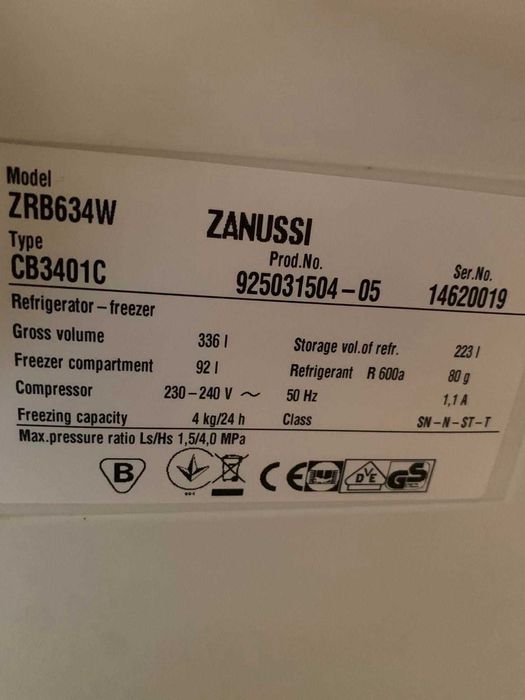 Model
ZRB634W
ZANUSSI
Type
Prod.No.
Ser.No.
CB3401C
925031504-05
14620019
Refrigerator-freezer
Gross volume 336 l
Storage vol.of refr. 223 l
Freezer compartment 92 l
Refrigerant R 600a 80 g
Compressor 230-240 V ~ 50 Hz 1,1 A
Freezing capacity 4 kg/24 h
Class SN-N-ST-T
Max.pressure ratio Ls/Hs 1,5/4,0 MPa
B
CE
DVE
GS